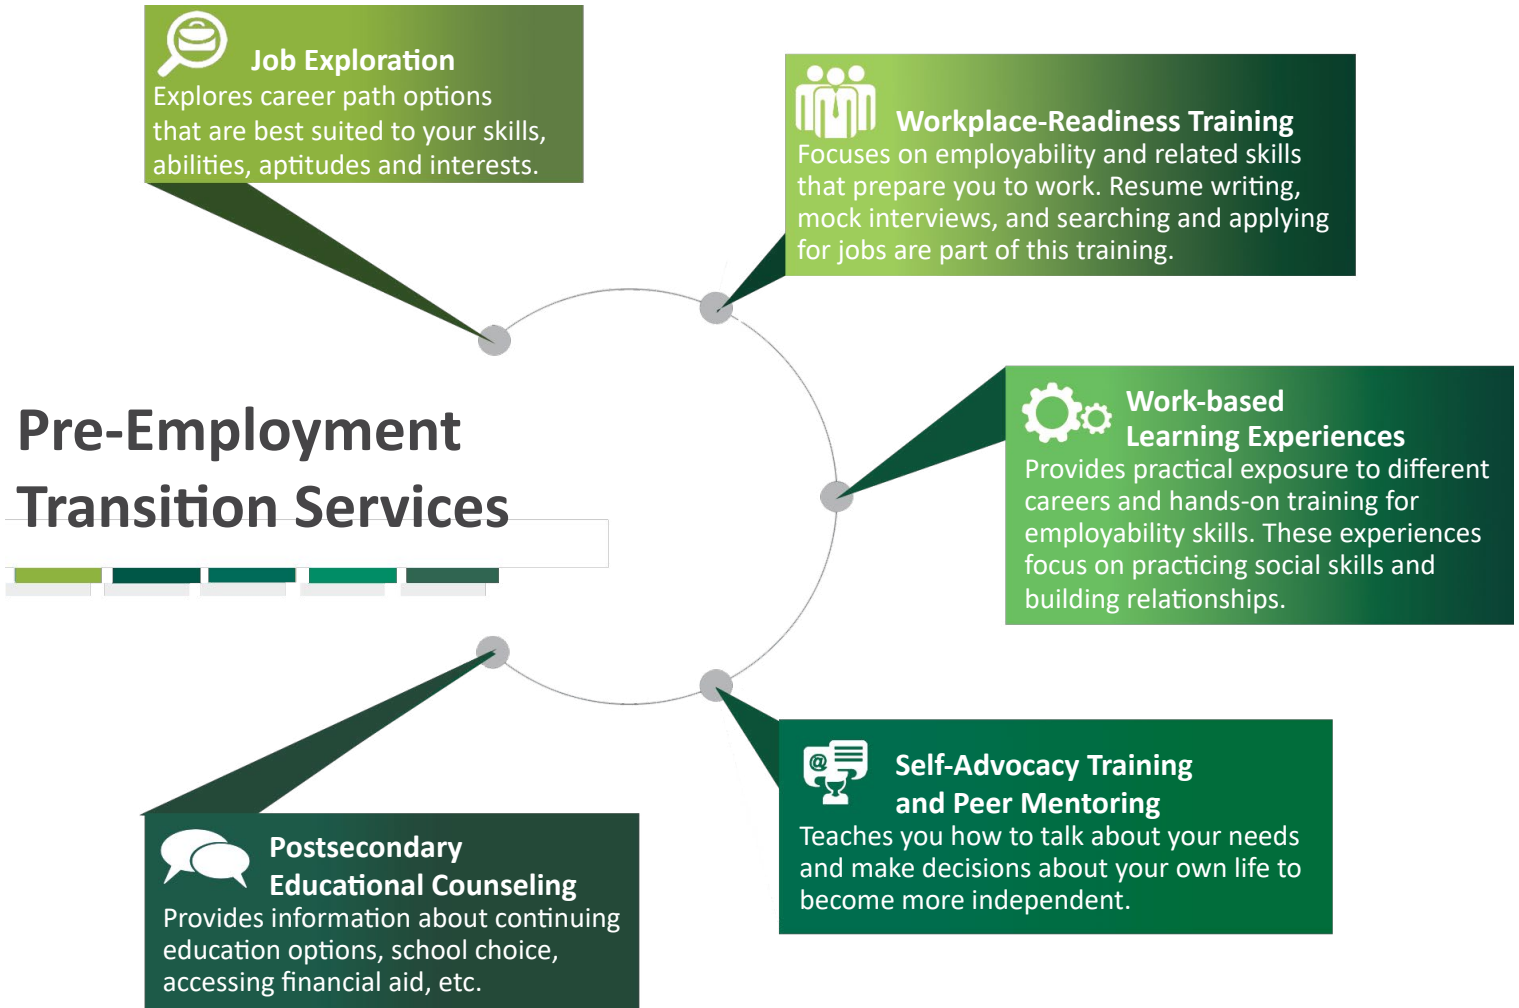 Job Exploration
Explores career path options
that are best suited to your skills,
abilities, aptitudes and interests.
Workplace-Readiness Training
Focuses on employability and related skills
that prepare you to work. Resume writing,
mock interviews, and searching and applying
for jobs are part of this training.
Pre-Employment
Transition Services
Work-based
Learning Experiences
Provides practical exposure to different
careers and hands-on training for
employability skills. These experiences
focus on practicing social skills and
building relationships.
@
Self-Advocacy Training
and Peer Mentoring
Teaches you how to talk about your needs
and make decisions about your own life to
become more independent.
Postsecondary
Educational Counseling
Provides information about continuing
education options, school choice,
accessing financial aid, etc.